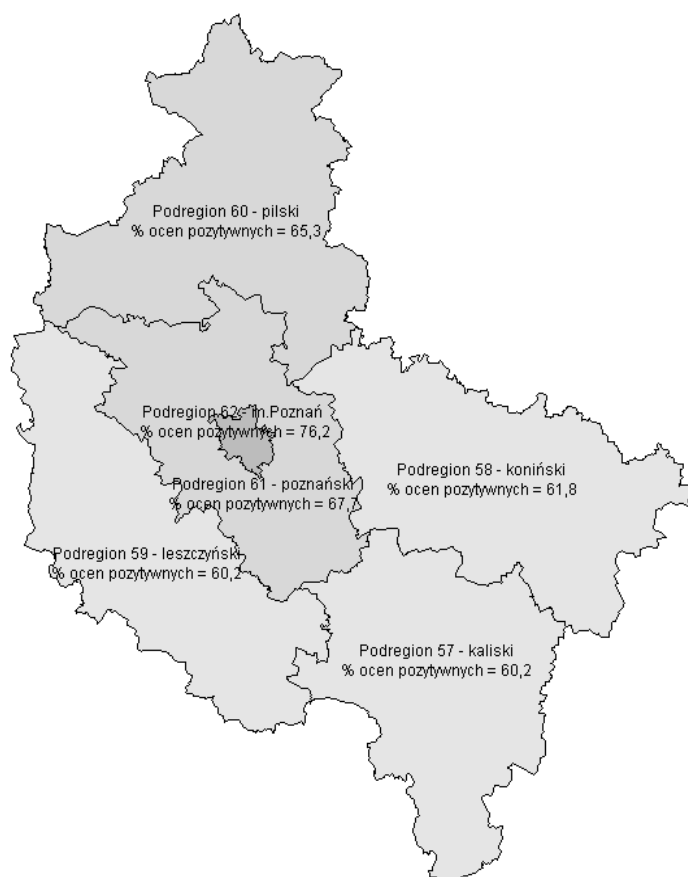 Podregion 60 - pilski
% ocen pozytywnych = 65,3
Podregion 62 - m.Poznań
% ocen pozytywnych = 76,2
Podregion 61 - poznański
% ocen pozytywnych = 67,7
Podregion 58 - koniński
% ocen pozytywnych = 61,8
Podregion 59 - leszczyński
% ocen pozytywnych = 60,2
Podregion 57 - kaliski
% ocen pozytywnych = 60,2